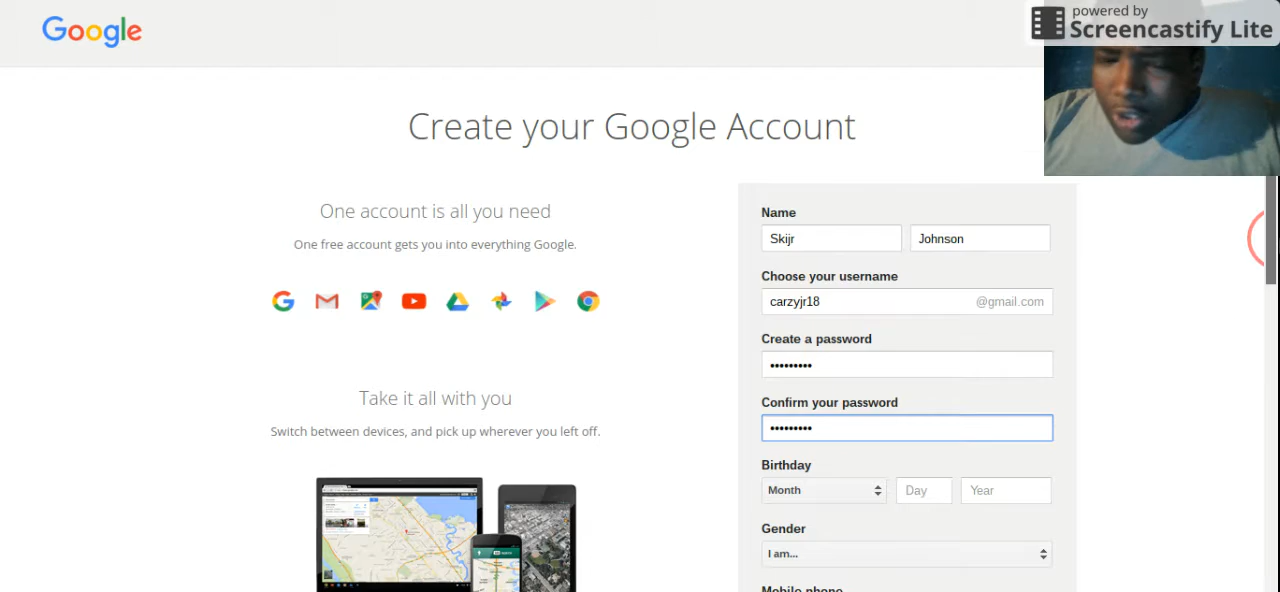 Google
powered by
Screencastify Lite
Create your Google Account
One account is all you need
One free account gets you into everything Google.
Take it all with you
Switch between devices, and pick up wherever you left off.
Name
Skijr Johnson
Choose your username
carzyjr18 @gmail.com
Create a password
•••••••••
Confirm your password
•••••••••
Birthday
Month Day Year
Gender
I am...
Mobile phone